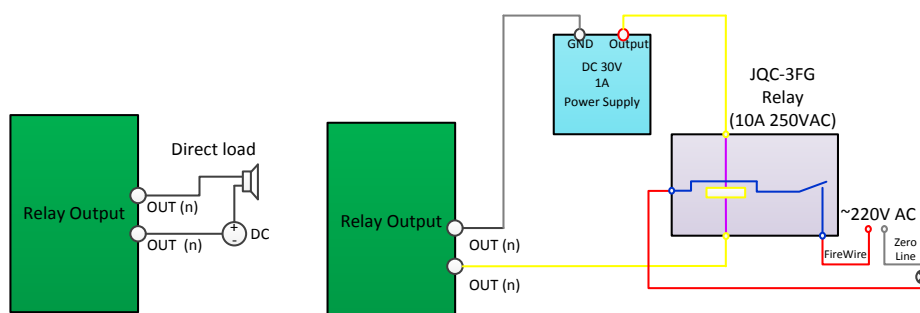 Relay Output
Direct load
OUT (n)
OUT (n)
+
-
DC
Relay Output
OUT (n)
OUT (n)
GND
Output
DC 30V
1A
Power Supply
JQC-3FG
Relay
(10A 250VAC)
~220V AC
FireWire
Zero
Line